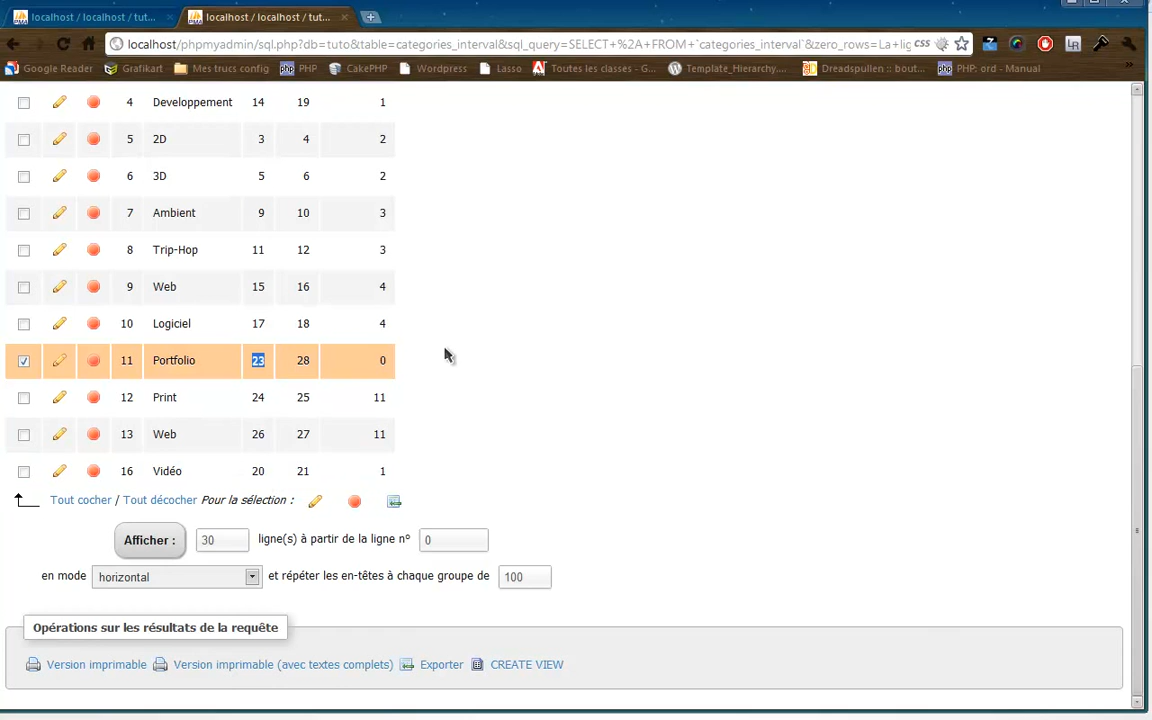 localhost / localhost / tut...
localhost / localhost / tut...
localhost/phpmyadmin/sql.php?db=tuto&table=categories_interval&sql_query=SELECT +%2A+FROM+`categories_interval`&zero_rows=La+lig
CSS
Google Reader Grafikart Mes trucs config PHP CakePHP Wordpress Lasso Toutes les classes - G... Template_Hierarchy.... Dreadspullen :: bout... PHP: ord - Manual »
4 Developpement 14 19 1
5 2D 3 4 2
6 3D 5 6 2
7 Ambient 9 10 3
8 Trip-Hop 11 12 3
9 Web 15 16 4
10 Logiciel 17 18 4
11 Portfolio 23 28 0
12 Print 24 25 11
13 Web 26 27 11
16 Vidéo 20 21 1
Tout cocher / Tout décocher Pour la sélection :
Afficher : 30 ligne(s) à partir de la ligne n° 0
en mode horizontal et répéter les en-têtes à chaque groupe de 100
Opérations sur les résultats de la requête
Version imprimable Version imprimable (avec textes complets) Exporter CREATE VIEW